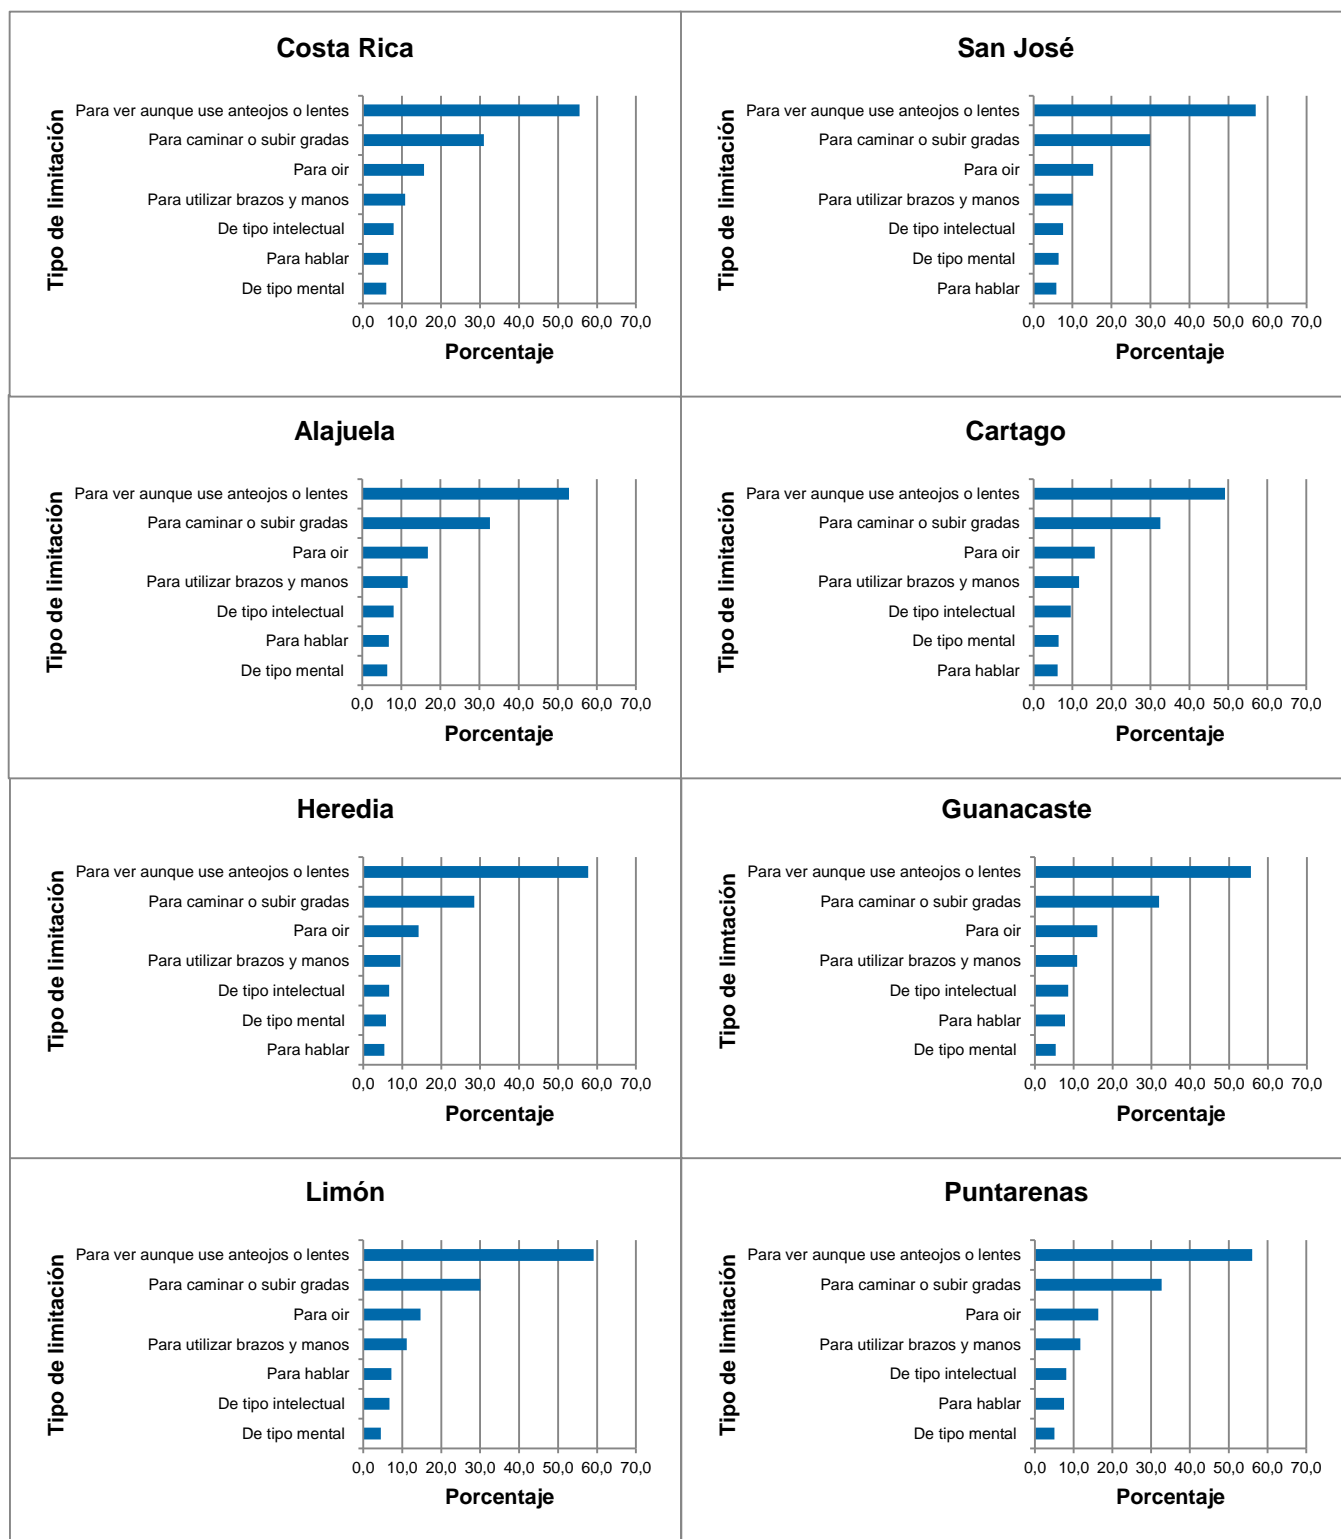 Costa Rica
Tipo de limitación
Para ver aunque use anteojos o lentes
Para caminar o subir gradas
Para oir
Para utilizar brazos y manos
De tipo intelectual
Para hablar
De tipo mental
0,0 10,0 20,0 30,0 40,0 50,0 60,0 70,0
Porcentaje
San José
Tipo de limitación
Para ver aunque use anteojos o lentes
Para caminar o subir gradas
Para oir
Para utilizar brazos y manos
De tipo intelectual
De tipo mental
Para hablar
0,0 10,0 20,0 30,0 40,0 50,0 60,0 70,0
Porcentaje
Alajuela
Tipo de limitación
Para ver aunque use anteojos o lentes
Para caminar o subir gradas
Para oir
Para utilizar brazos y manos
De tipo intelectual
Para hablar
De tipo mental
0,0 10,0 20,0 30,0 40,0 50,0 60,0 70,0
Porcentaje
Cartago
Tipo de limitación
Para ver aunque use anteojos o lentes
Para caminar o subir gradas
Para oir
Para utilizar brazos y manos
De tipo intelectual
De tipo mental
Para hablar
0,0 10,0 20,0 30,0 40,0 50,0 60,0 70,0
Porcentaje
Heredia
Tipo de limitación
Para ver aunque use anteojos o lentes
Para caminar o subir gradas
Para oir
Para utilizar brazos y manos
De tipo intelectual
De tipo mental
Para hablar
0,0 10,0 20,0 30,0 40,0 50,0 60,0 70,0
Porcentaje
Guanacaste
Tipo de limtación
Para ver aunque use anteojos o lentes
Para caminar o subir gradas
Para oir
Para utilizar brazos y manos
De tipo intelectual
Para hablar
De tipo mental
0,0 10,0 20,0 30,0 40,0 50,0 60,0 70,0
Porcentaje
Limón
Tipo de limitación
Para ver aunque use anteojos o lentes
Para caminar o subir gradas
Para oir
Para utilizar brazos y manos
Para hablar
De tipo intelectual
De tipo mental
0,0 10,0 20,0 30,0 40,0 50,0 60,0 70,0
Porcentaje
Puntarenas
Tipo de limitación
Para ver aunque use anteojos o lentes
Para caminar o subir gradas
Para oir
Para utilizar brazos y manos
De tipo intelectual
Para hablar
De tipo mental
0,0 10,0 20,0 30,0 40,0 50,0 60,0 70,0
Porcentaje